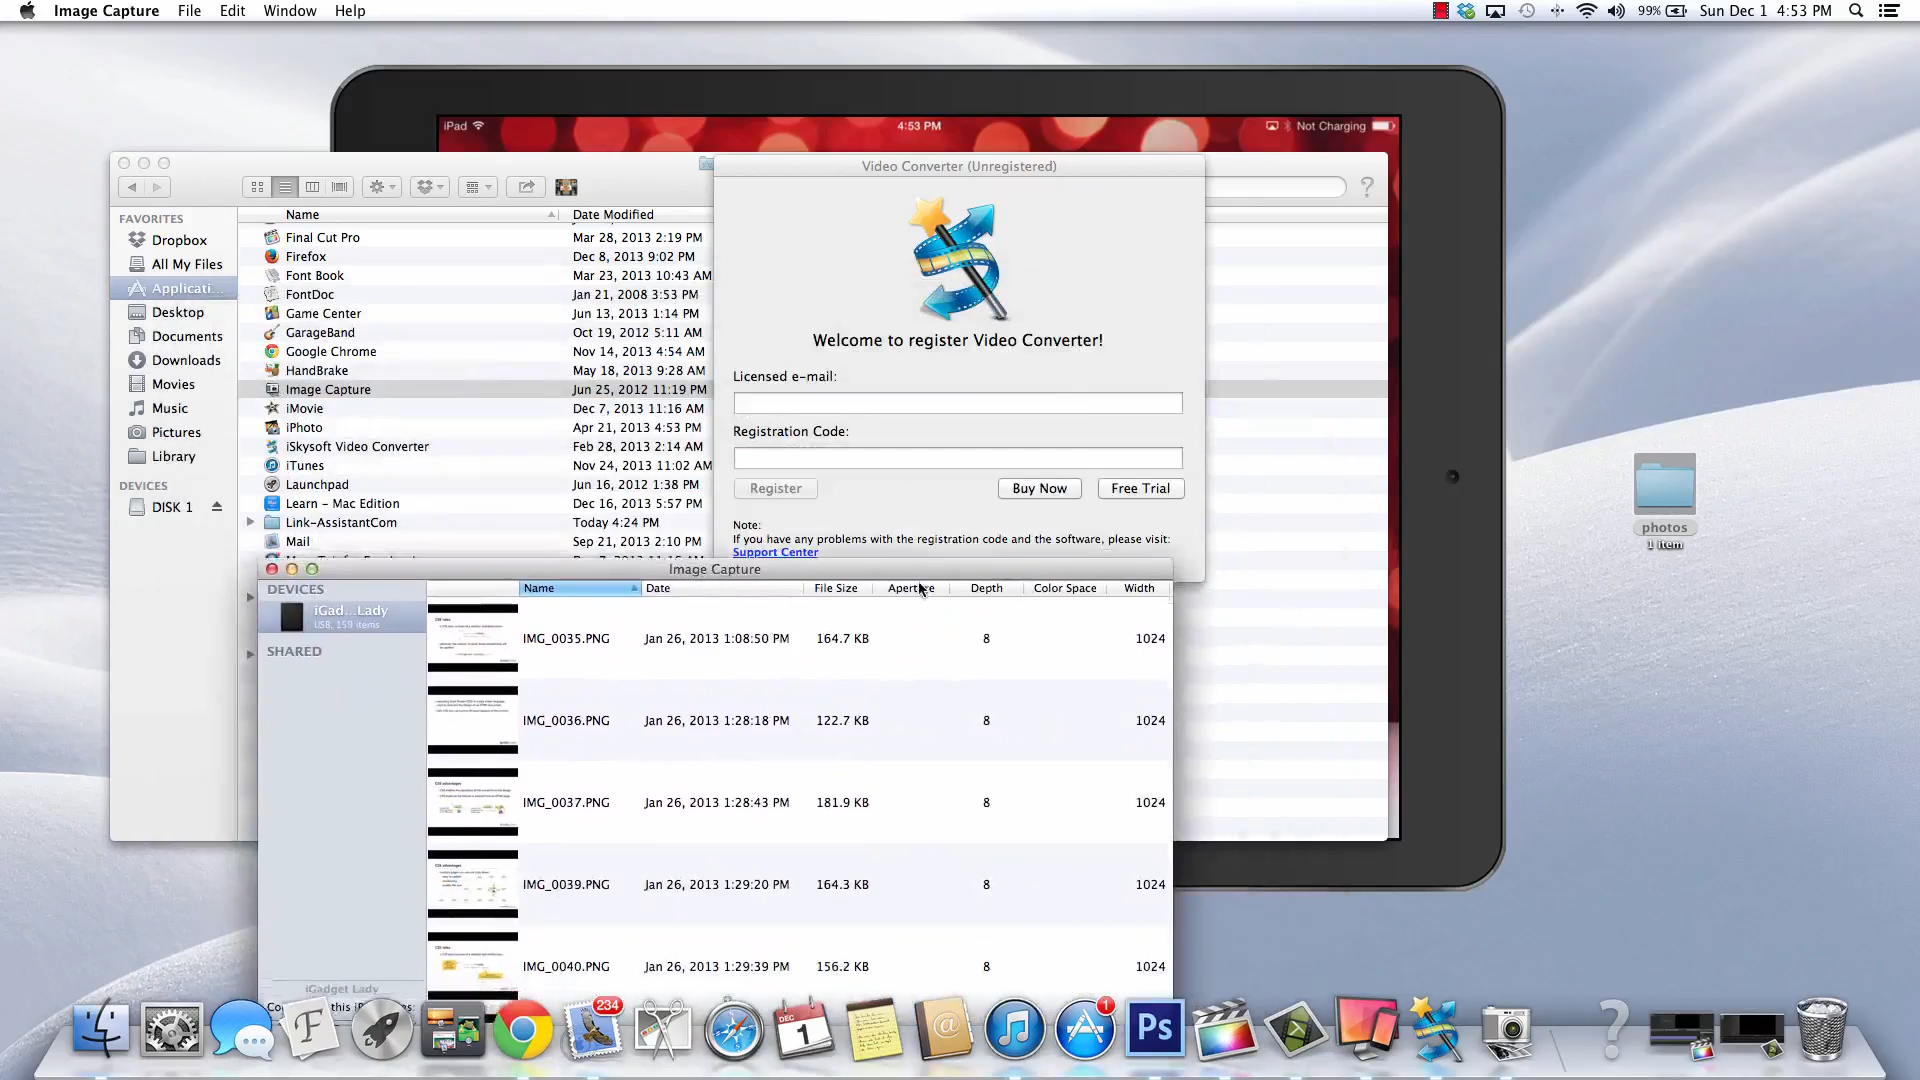 Image Capture File Edit Window Help
99% Sun Dec 1 4:53 PM
iPad
4:53 PM
Not Charging
Video Converter (Unregistered)
Welcome to register Video Converter!
Licensed e-mail:
Registration Code:
Register Buy Now Free Trial
Note:
If you have any problems with the registration code and the software, please visit:
Support Center
FAVORITES
Dropbox
All My Files
Applicati...
Desktop
Documents
Downloads
Movies
Music
Pictures
Library
DEVICES
DISK 1
Name Date Modified
Final Cut Pro Mar 28, 2013 2:19 PM
Firefox Dec 8, 2013 9:02 PM
Font Book Mar 23, 2013 10:43 AM
FontDoc Jan 21, 2008 3:53 PM
Game Center Jun 13, 2013 1:14 PM
GarageBand Oct 19, 2012 5:11 AM
Google Chrome Nov 14, 2013 4:54 AM
HandBrake May 18, 2013 9:28 AM
Image Capture Jun 25, 2012 11:19 PM
iMovie Dec 7, 2013 11:16 AM
iPhoto Apr 21, 2013 4:53 PM
iSkysoft Video Converter Feb 28, 2013 2:14 AM
iTunes Nov 24, 2013 11:02 AM
Launchpad Jun 16, 2012 1:38 PM
Learn - Mac Edition Dec 16, 2013 5:57 PM
Link-AssistantCom Today 4:24 PM
Mail Sep 21, 2013 2:10 PM
photos
1 item
Image Capture
DEVICES
iGad...Lady
USB, 159 items
SHARED
iGadget Lady
Name Date File Size Aperture Depth Color Space Width
IMG_0035.PNG Jan 26, 2013 1:08:50 PM 164.7 KB 8 1024
IMG_0036.PNG Jan 26, 2013 1:28:18 PM 122.7 KB 8 1024
IMG_0037.PNG Jan 26, 2013 1:28:43 PM 181.9 KB 8 1024
IMG_0039.PNG Jan 26, 2013 1:29:20 PM 164.3 KB 8 1024
IMG_0040.PNG Jan 26, 2013 1:29:39 PM 156.2 KB 8 1024
234
DEC
1
1
Ps